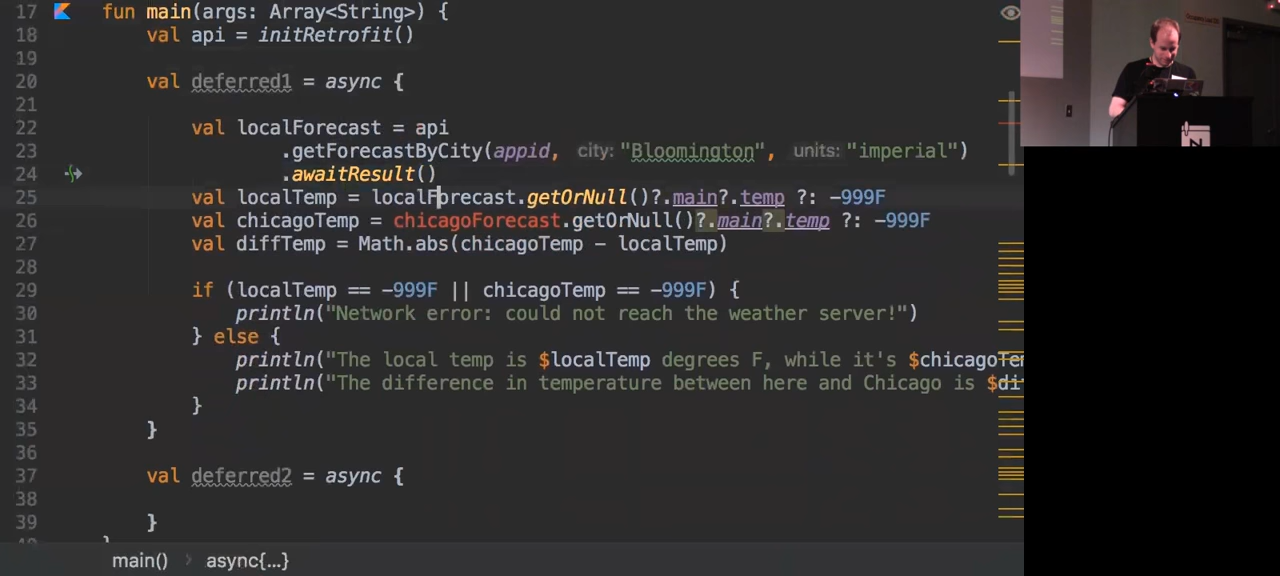 17 fun main(args: Array<String>) {
18 val api = initRetrofit()
19
20 val deferred1 = async {
21
22 val localForecast = api
23 .getForecastByCity(appid, city: "Bloomington", units: "imperial")
24 .awaitResult()
25 val localTemp = localForecast.getOrNull()?.main?.temp ?: -999F
26 val chicagoTemp = chicagoForecast.getOrNull()?.main?.temp ?: -999F
27 val diffTemp = Math.abs(chicagoTemp - localTemp)
28
29 if (localTemp == -999F || chicagoTemp == -999F) {
30 println("Network error: could not reach the weather server!")
31 } else {
32 println("The local temp is $localTemp degrees F, while it's $chicagoTem
33 println("The difference in temperature between here and Chicago is $di
34 }
35 }
36
37 val deferred2 = async {
38
39 }
main() async{...}